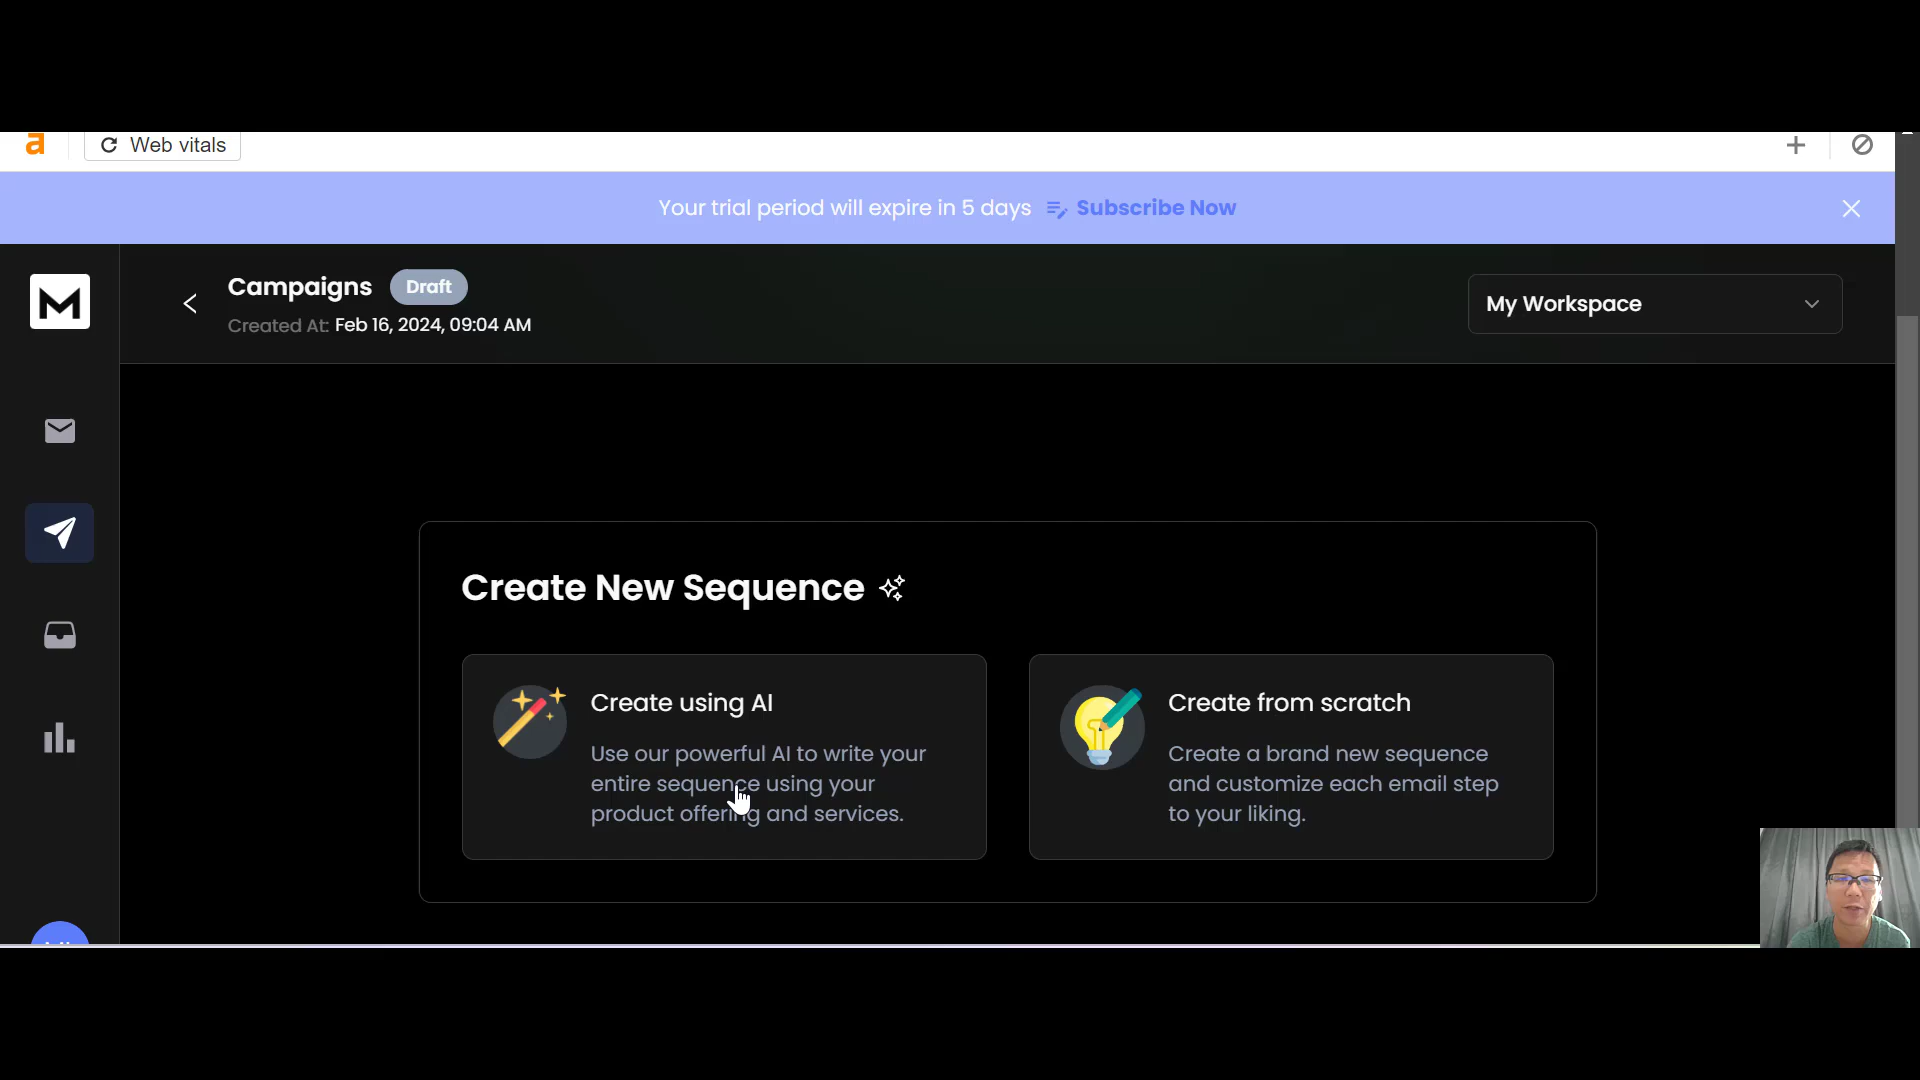 a
Web vitals
Your trial period will expire in 5 days Subscribe Now
M
Campaigns Draft
Created At: Feb 16, 2024, 09:04 AM
My Workspace
Create New Sequence
Create using AI
Use our powerful AI to write your
entire sequence using your
product offering and services.
Create from scratch
Create a brand new sequence
and customize each email step
to your liking.